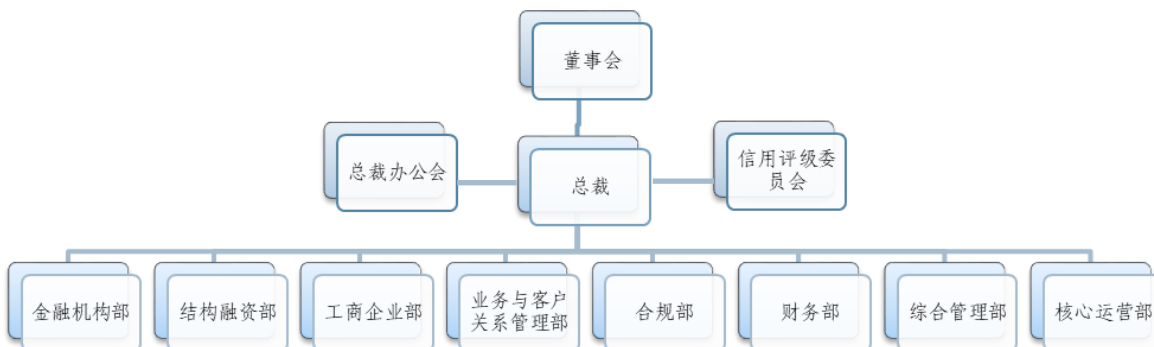 董事会
总裁办公会
总裁
信用评级委
员会
金融机构部
结构融资部
工商企业部
业务与客户
关系管理部
合规部
财务部
综合管理部
核心运营部